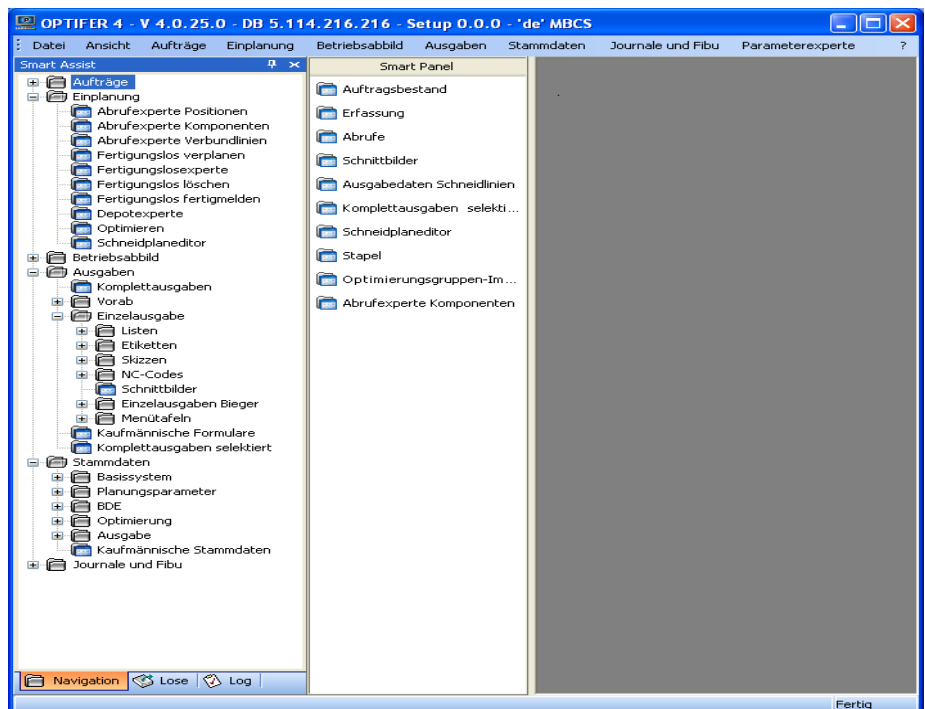 OPTIFER 4 - V 4.0.25.0 - DB 5.114.216.216 - Setup 0.0.0 - 'de' MBCS
Datei Ansicht Aufträge Einplanung Betriebsabbild Ausgaben Stammdaten Journale und Fibu Parameterexperte ?
Smart Assist
Aufträge
Einplanung
Abrufexperte Positionen
Abrufexperte Komponenten
Abrufexperte Verbundlinien
Fertigungslos verplanen
Fertigungslosexperte
Fertigungslos löschen
Fertigungslos fertigmelden
Depotexperte
Optimieren
Schneidplaneditor
Betriebsabbild
Ausgaben
Komplettausgaben
Vorab
Einzelausgabe
Listen
Etiketten
Skizzen
NC-Codes
Schnittbilder
Einzelausgaben Bieger
Menütafeln
Kaufmännische Formulare
Komplettausgaben selektiert
Stammdaten
Basissystem
Planungsparameter
BDE
Optimierung
Ausgabe
Kaufmännische Stammdaten
Journale und Fibu
Navigation Lose Log
Smart Panel
Auftragsbestand
Erfassung
Abrufe
Schnittbilder
Ausgabedaten Schneidlinien
Komplettausgaben selekti...
Schneidplaneditor
Stapel
Optimierungsgruppen-Im...
Abrufexperte Komponenten
Fertig